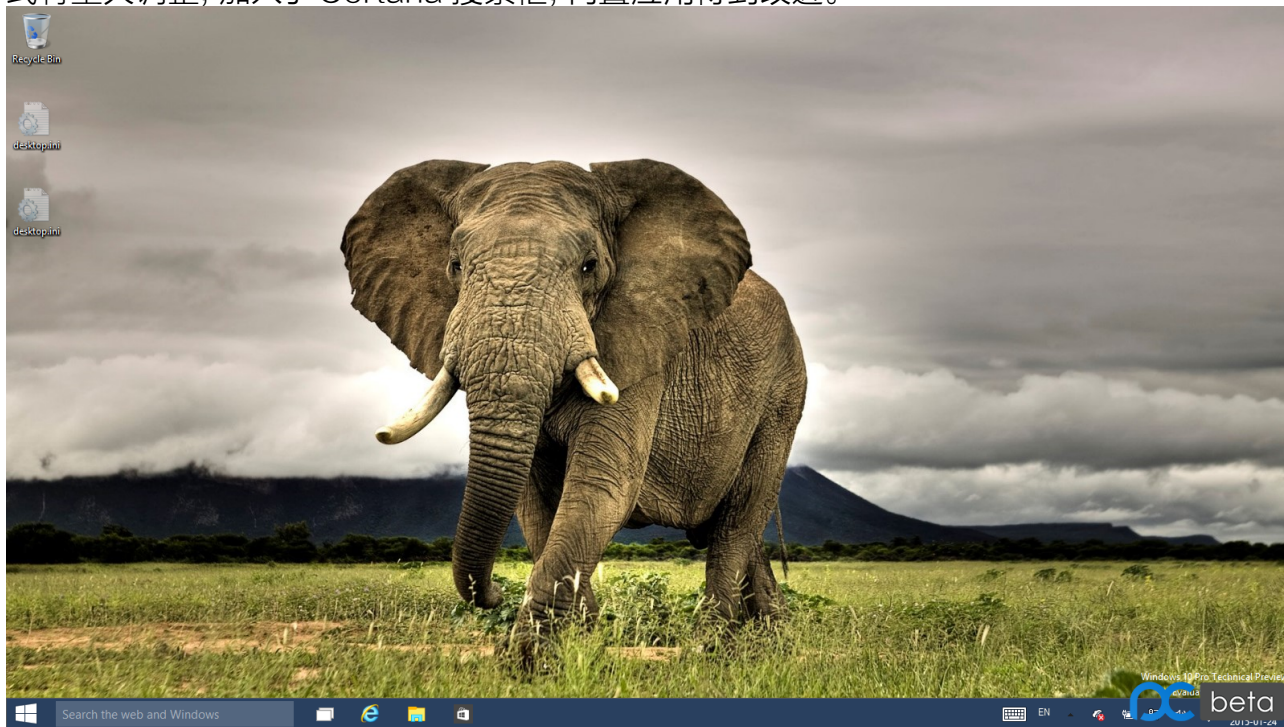 Cortana
Recycle Bin
desktop.ini
desktop.ini
Windows 10 Pro Technical Preview
beta
Search the web and Windows
EN
2015-01-24